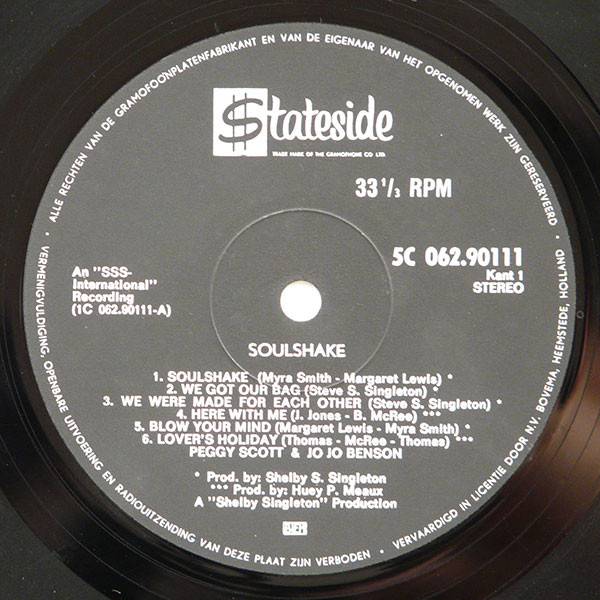 • ALLE RECHTEN VAN DE GRAMOFOONPLATENFABRIKANT EN VAN DE EIGENAAR VAN HET OPGENOMEN WERK ZIJN GERESERVEERD •
$tateside
TRADE MARK OF THE GRAMOPHONE CO LTD.
33 1/3 RPM
5C 062.90111
Kant 1
STEREO
An "SSS-
International"
Recording
(1C 062.90111-A)
SOULSHAKE
1. SOULSHAKE (Myra Smith - Margaret Lewis) *
2. WE GOT OUR BAG (Steve S. Singleton) *
3. WE WERE MADE FOR EACH OTHER (Steve S. Singleton) *
4. HERE WITH ME (I. Jones - B. McRee) ***
5. BLOW YOUR MIND (Margaret Lewis - Myra Smith) *
6. LOVER'S HOLIDAY (Thomas - McRee - Thomas) ***
PEGGY SCOTT & JO JO BENSON
* Prod. by: Shelby S. Singleton
*** Prod. by: Huey P. Meaux
A "Shelby Singleton" Production
• VERMENIGVULDIGING, OPENBARE UITVOERING EN RADIOUITZENDING VAN DEZE PLAAT ZIJN VERBODEN •
VERVAARDIGD IN LICENTIE DOOR N.V. BOVEMA, HEEMSTEDE, HOLLAND